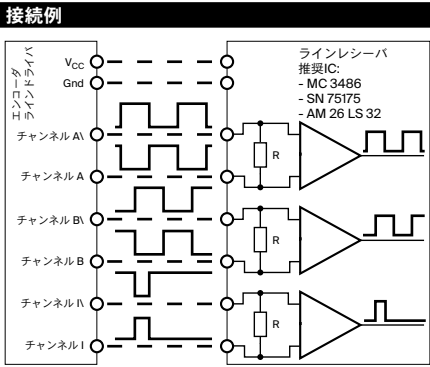 接続例
エンコーダ
ラインドライバ
VCC
Gnd
チャンネル A\
チャンネル A
チャンネル B\
チャンネル B
チャンネル I\
チャンネル I
ラインレシーバ
推奨IC:
- MC 3486
- SN 75175
- AM 26 LS 32
R
R
R